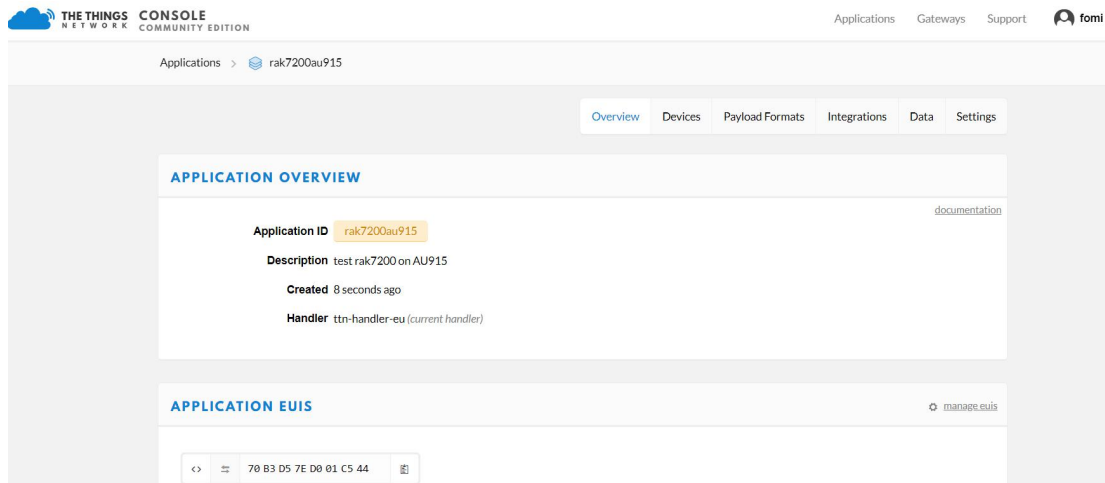 THE THINGS NETWORK CONSOLE COMMUNITY EDITION
Applications Gateways Support fomi
Applications > rak7200au915
Overview Devices Payload Formats Integrations Data Settings
APPLICATION OVERVIEW
documentation
Application ID rak7200au915
Description test rak7200 on AU915
Created 8 seconds ago
Handler ttn-handler-eu (current handler)
APPLICATION EUIS
manage euis
<> 70 B3 D5 7E D0 01 C5 44